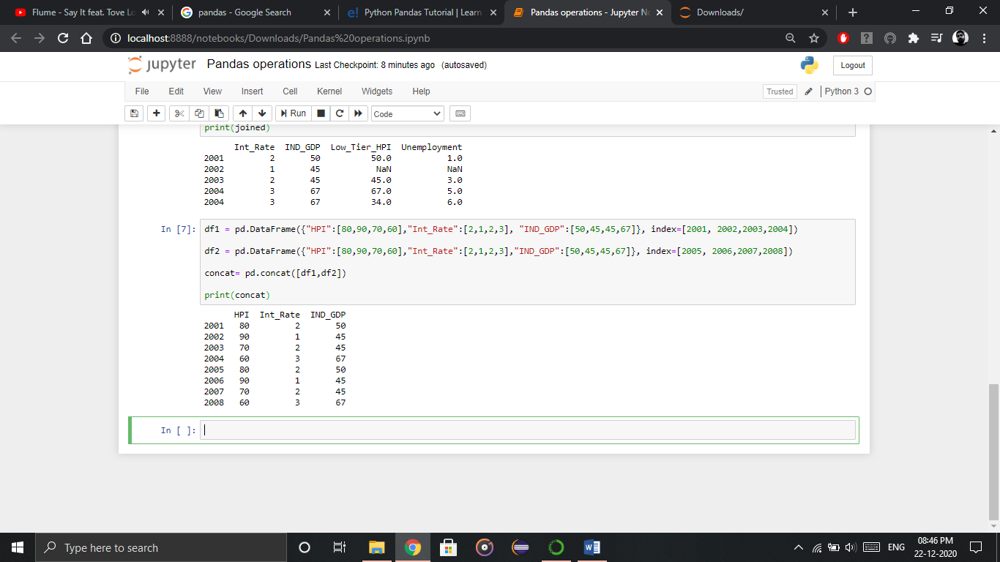 Flume - Say It feat. Tove Lo
pandas - Google Search
Python Pandas Tutorial | Learn
Pandas operations - Jupyter No
Downloads/
localhost:8888/notebooks/Downloads/Pandas%20operations.ipynb
jupyter Pandas operations Last Checkpoint: 8 minutes ago (autosaved)
Logout
File Edit View Insert Cell Kernel Widgets Help
Trusted Python 3
Run Code
print(joined)
Int_Rate IND_GDP Low_Tier_HPI Unemployment
2001 2 50 50.0 1.0
2002 1 45 NaN NaN
2003 2 45 45.0 3.0
2004 3 67 67.0 5.0
2004 3 67 34.0 6.0
In [7]: df1 = pd.DataFrame({"HPI":[80,90,70,60],"Int_Rate":[2,1,2,3], "IND_GDP":[50,45,45,67]}, index=[2001, 2002,2003,2004])
df2 = pd.DataFrame({"HPI":[80,90,70,60],"Int_Rate":[2,1,2,3],"IND_GDP":[50,45,45,67]}, index=[2005, 2006,2007,2008])
concat= pd.concat([df1,df2])
print(concat)
HPI Int_Rate IND_GDP
2001 80 2 50
2002 90 1 45
2003 70 2 45
2004 60 3 67
2005 80 2 50
2006 90 1 45
2007 70 2 45
2008 60 3 67
In [ ]:
Type here to search
ENG
08:46 PM
22-12-2020